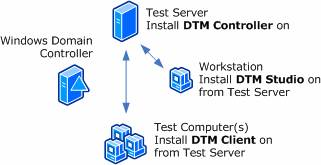 Test Server
Install DTM Controller on
Windows Domain
Controller
Workstation
Install DTM Studio on
from Test Server
Test Computer(s)
Install DTM Client on
from Test Server